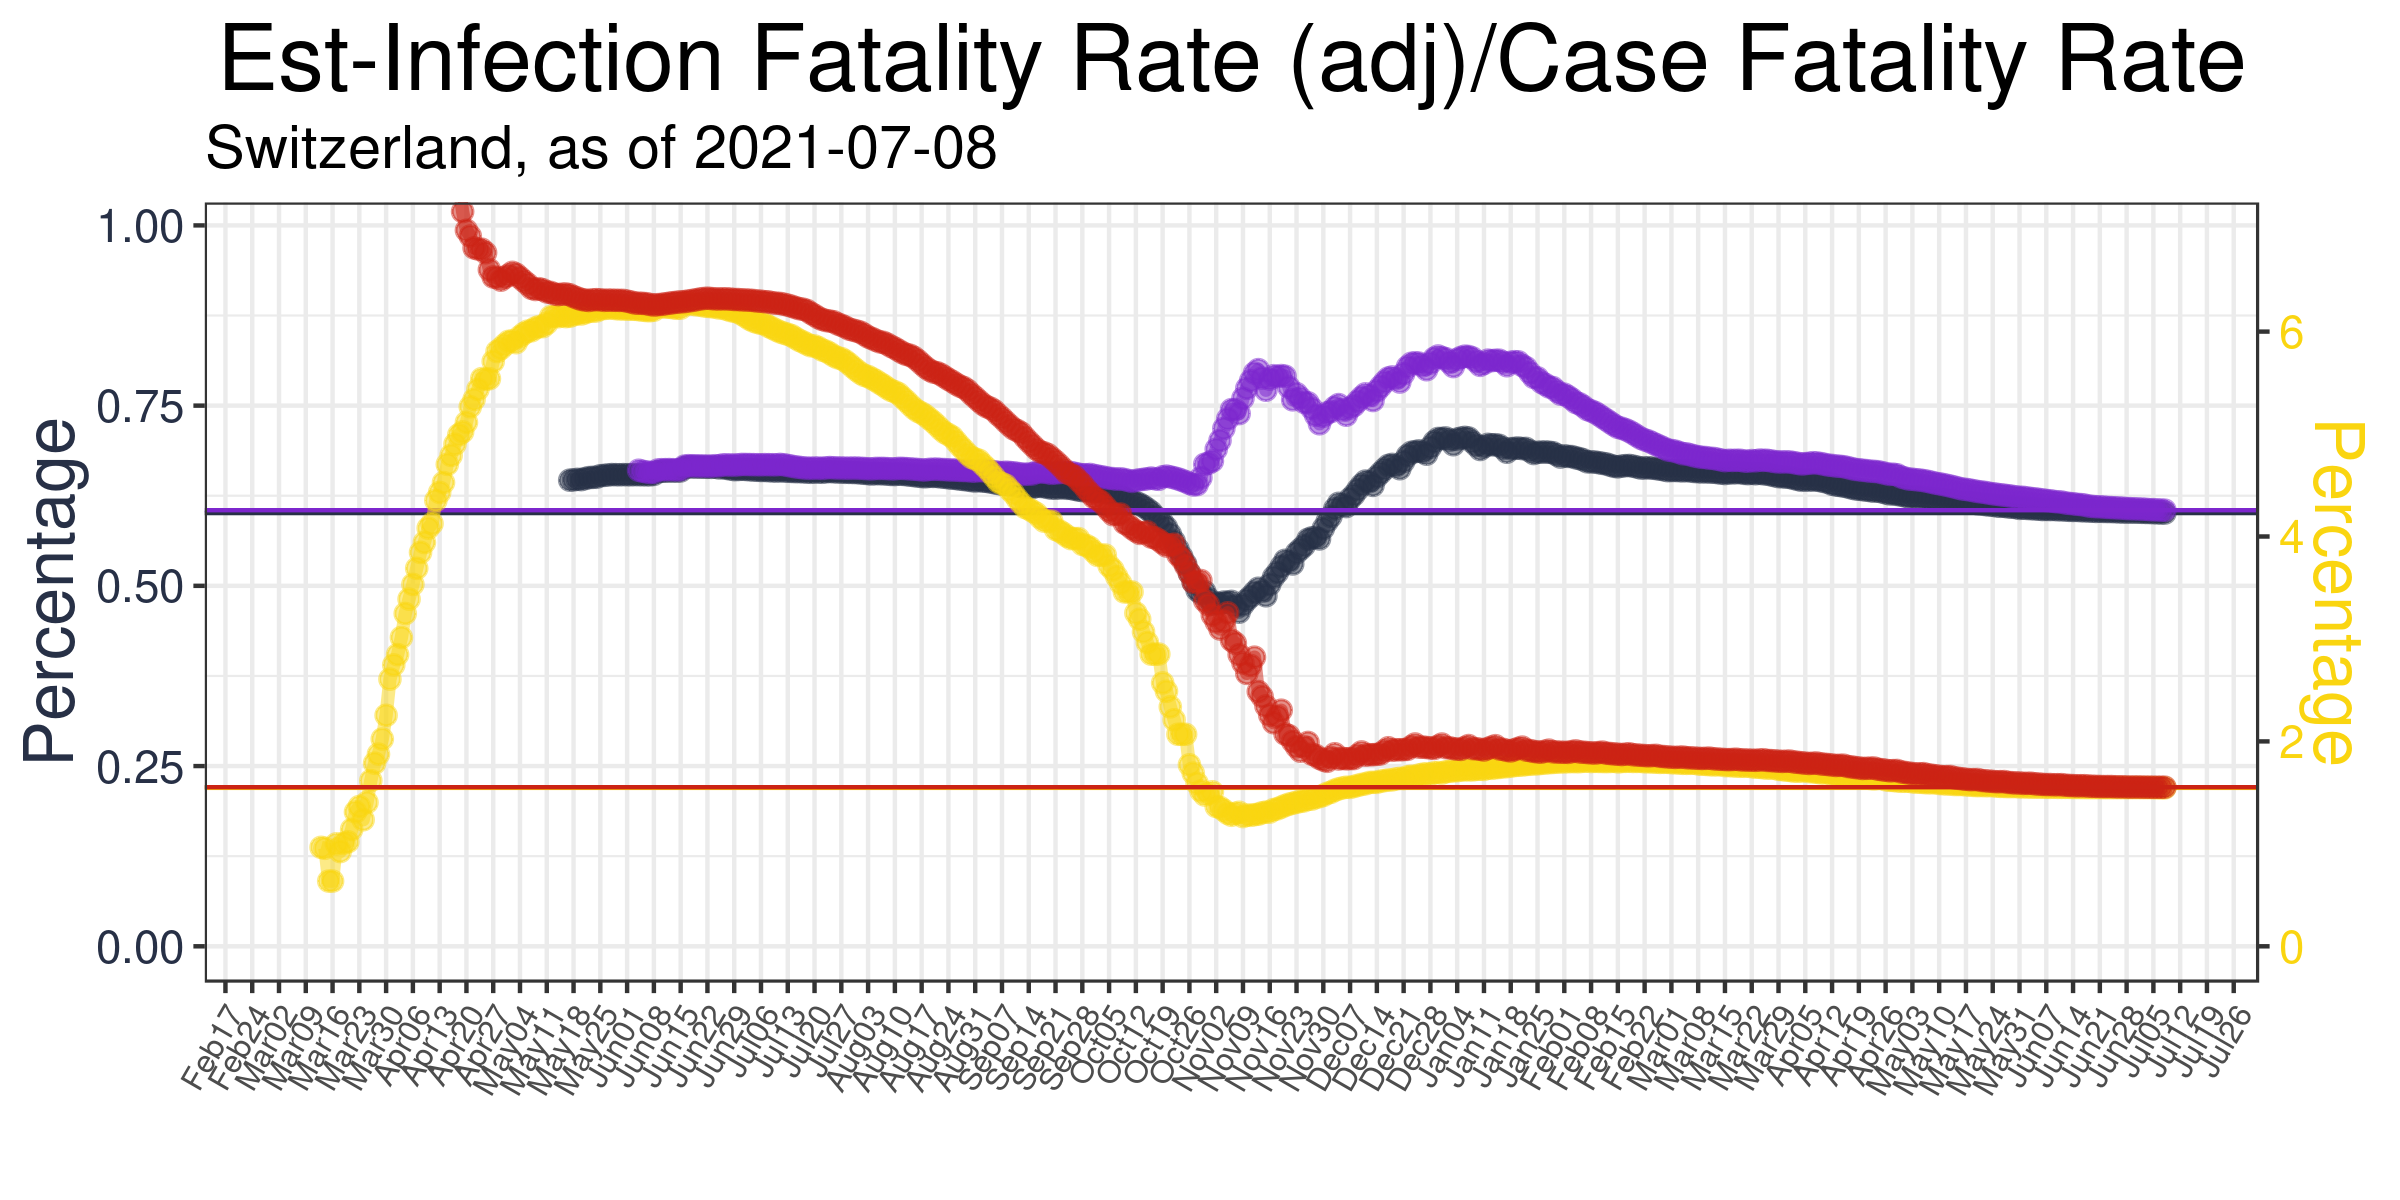 Est-Infection Fatality Rate (adj)/Case Fatality Rate
Switzerland, as of 2021-07-08
Percentage
1.00
0.75
0.50
0.25
0.00
6
4
2
0
Percentage
Feb17
Feb24
Mar02
Mar09
Mar16
Mar23
Mar30
Apr06
Apr13
Apr20
Apr27
May04
May11
May18
May25
Jun01
Jun08
Jun15
Jun22
Jun29
Jul06
Jul13
Jul20
Jul27
Aug03
Aug10
Aug17
Aug24
Aug31
Sep07
Sep14
Sep21
Sep28
Oct05
Oct12
Oct19
Oct26
Nov02
Nov09
Nov16
Nov23
Nov30
Dec07
Dec14
Dec21
Dec28
Jan04
Jan11
Jan18
Jan25
Feb01
Feb08
Feb15
Feb22
Mar01
Mar08
Mar15
Mar22
Mar29
Apr05
Apr12
Apr19
Apr26
May03
May10
May17
May24
May31
Jun07
Jun14
Jun21
Jun28
Jul05
Jul12
Jul19
Jul26